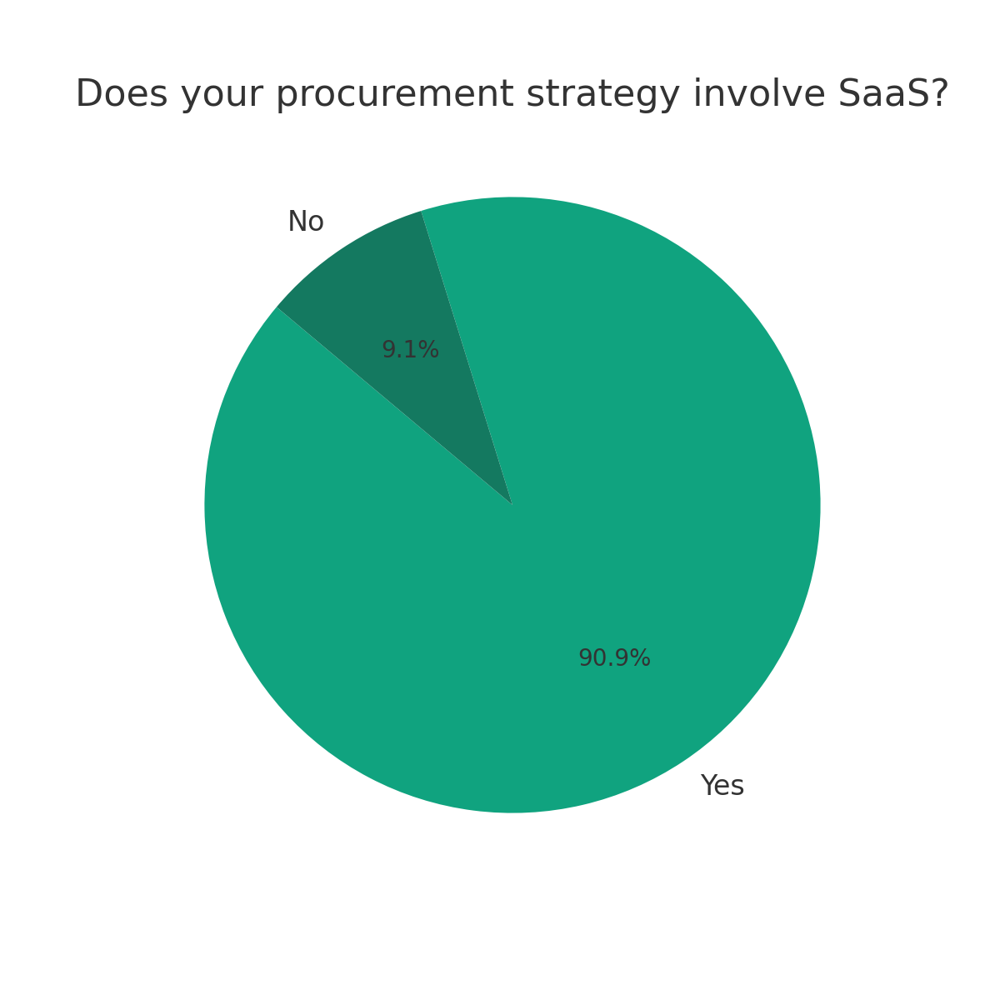 Does your procurement strategy involve SaaS?
No
9.1%
90.9%
Yes